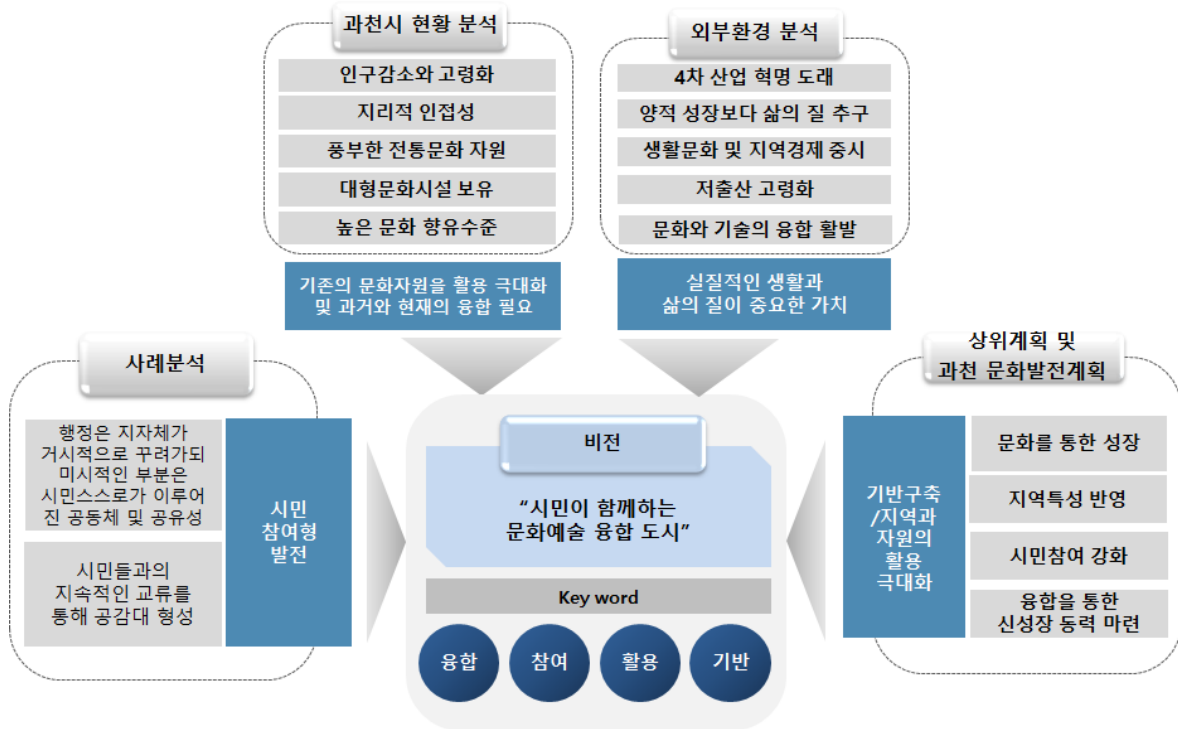 과천시 현황 분석
인구감소와 고령화
지리적 인접성
풍부한 전통문화 자원
대형문화시설 보유
높은 문화 향유수준
기존의 문화자원을 활용 극대화
및 과거와 현재의 융합 필요
외부환경 분석
4차 산업 혁명 도래
양적 성장보다 삶의 질 추구
생활문화 및 지역경제 중시
저출산 고령화
문화와 기술의 융합 활발
실질적인 생활과
삶의 질이 중요한 가치
사례분석
행정은 지자체가
거시적으로 꾸려가되
미시적인 부분은
시민스스로가 이루어
진 공동체 및 공유성
시민들과의
지속적인 교류를
통해 공감대 형성
시민
참여형
발전
비전
“시민이 함께하는
문화예술 융합 도시”
Key word
융합
참여
활용
기반
상위계획 및
과천 문화발전계획
기반구축
/지역과
자원의
활용
극대화
문화를 통한 성장
지역특성 반영
시민참여 강화
융합을 통한
신성장 동력 마련